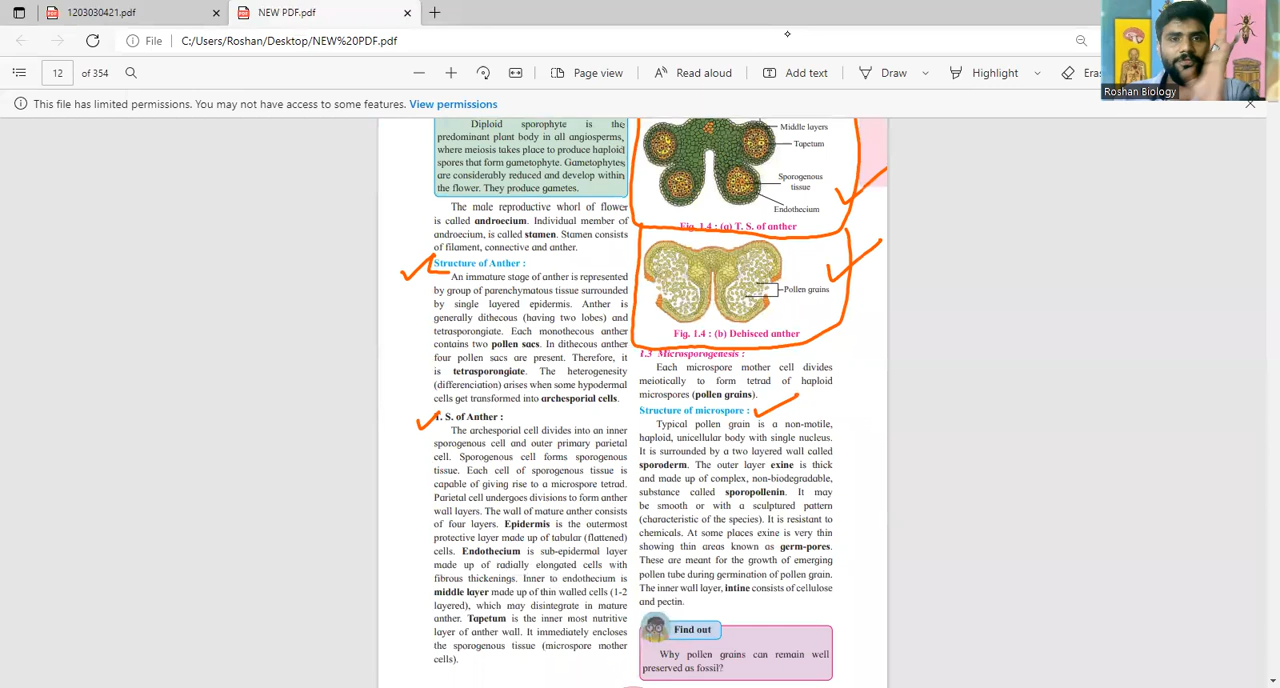 1203030421.pdf
NEW PDF.pdf
File
C:/Users/Roshan/Desktop/NEW%20PDF.pdf
12
of 354
Page view
Read aloud
Add text
Draw
Highlight
Eras
Roshan Biology
This file has limited permissions. You may not have access to some features. View permissions
Diploid sporophyte is the
predominant plant body in all angiosperms,
where meiosis takes place to produce haploid
spores that form gametophyte. Gametophytes
are considerably reduced and develop within
the flower. They produce gametes.
The male reproductive whorl of flower
is called androecium. Individual member of
androecium, is called stamen. Stamen consists
of filament, connective and anther.
Structure of Anther :
An immature stage of anther is represented
by group of parenchymatous tissue surrounded
by single layered epidermis. Anther is
generally dithecous (having two lobes) and
tetrasporongiate. Each monothecous anther
contains two pollen sacs. In dithecous anther
four pollen sacs are present. Therefore, it
is tetrasporongiate. The heterogeneity
(differenciation) arises when some hypodermal
cells get transformed into archesporial cells.
T. S. of Anther :
The archesporial cell divides into an inner
sporogenous cell and outer primary parietal
cell. Sporogenous cell forms sporogenous
tissue. Each cell of sporogenous tissue is
capable of giving rise to a microspore tetrad.
Parietal cell undergoes divisions to form anther
wall layers. The wall of mature anther consists
of four layers. Epidermis is the outermost
protective layer made up of tabular (flattened)
cells. Endothecium is sub-epidermal layer
made up of radially elongated cells with
fibrous thickenings. Inner to endothecium is
middle layer made up of thin walled cells (1-2
layered), which may disintegrate in mature
anther. Tapetum is the inner most nutritive
layer of anther wall. It immediately encloses
the sporogenous tissue (microspore mother
cells).
Middle layers
Tapetum
Sporogenous
tissue
Endothecium
Fig. 1.4 : (a) T. S. of anther
Pollen grains
Fig. 1.4 : (b) Dehisced anther
1.3 Microsporogenesis :
Each microspore mother cell divides
meiotically to form tetrad of haploid
microspores (pollen grains).
Structure of microspore :
Typical pollen grain is a non-motile,
haploid, unicellular body with single nucleus.
It is surrounded by a two layered wall called
sporoderm. The outer layer exine is thick
and made up of complex, non-biodegradable,
substance called sporopollenin. It may
be smooth or with a sculptured pattern
(characteristic of the species). It is resistant to
chemicals. At some places exine is very thin
showing thin areas known as germ-pores.
These are meant for the growth of emerging
pollen tube during germination of pollen grain.
The inner wall layer, intine consists of cellulose
and pectin.
Find out
Why pollen grains can remain well
preserved as fossil?